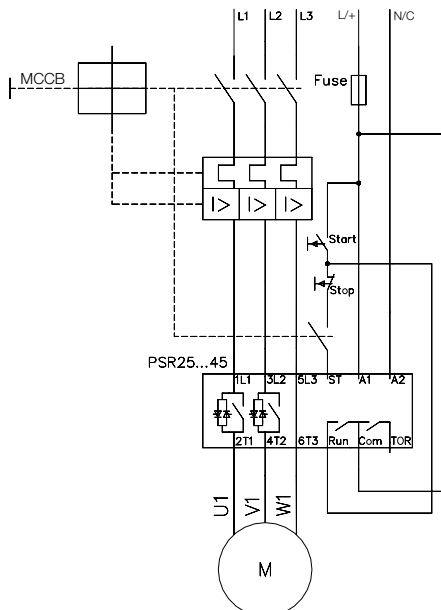 L1 L2 L3 L/+ N/C
MCCB
Fuse
I> I> I>
Start
Stop
PSR25...45
1L1 3L2 5L3 ST A1 A2
2T1 4T2 6T3 Run Com TOR
U1 V1 W1
M